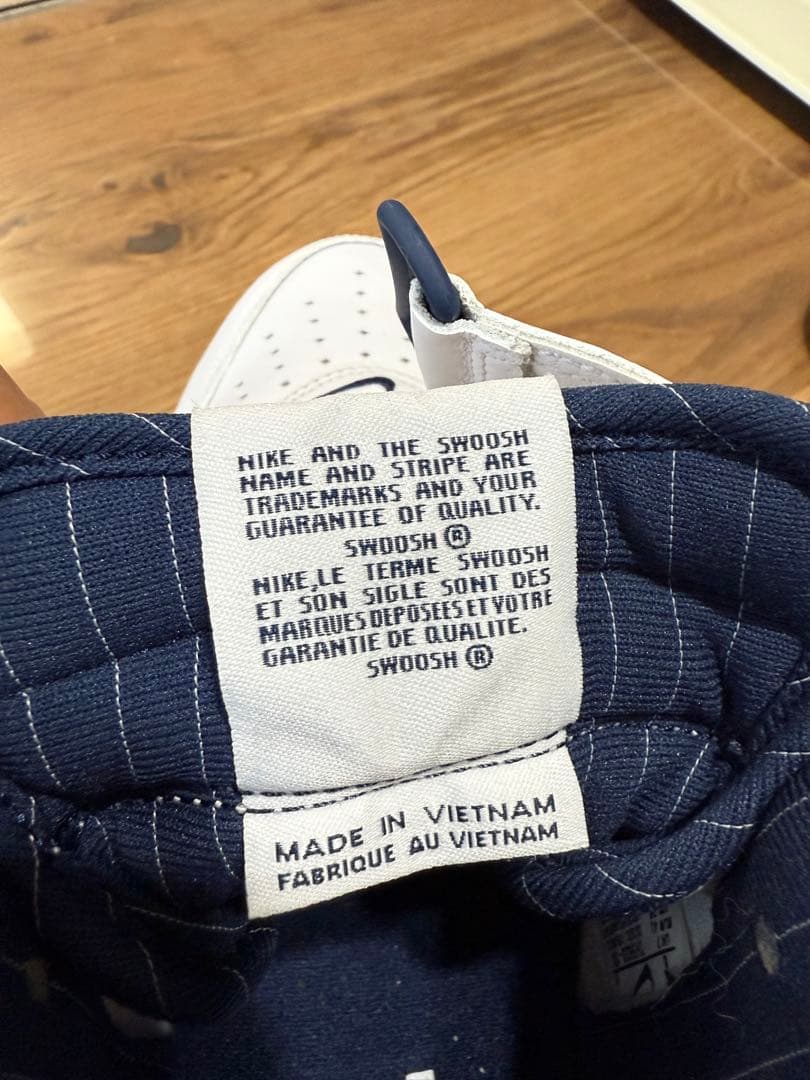 NIKE AND THE SWOOSH
NAME AND STRIPE ARE
TRADEMARKS AND YOUR
GUARANTEE OF QUALITY.
SWOOSH ®
NIKE,LE TERME SWOOSH
ET SON SIGLE SONT DES
MARQUES DEPOSEES ET VOTRE
GARANTIE DE QUALITE.
SWOOSH ®
MADE IN VIETNAM
FABRIQUE AU VIETNAM